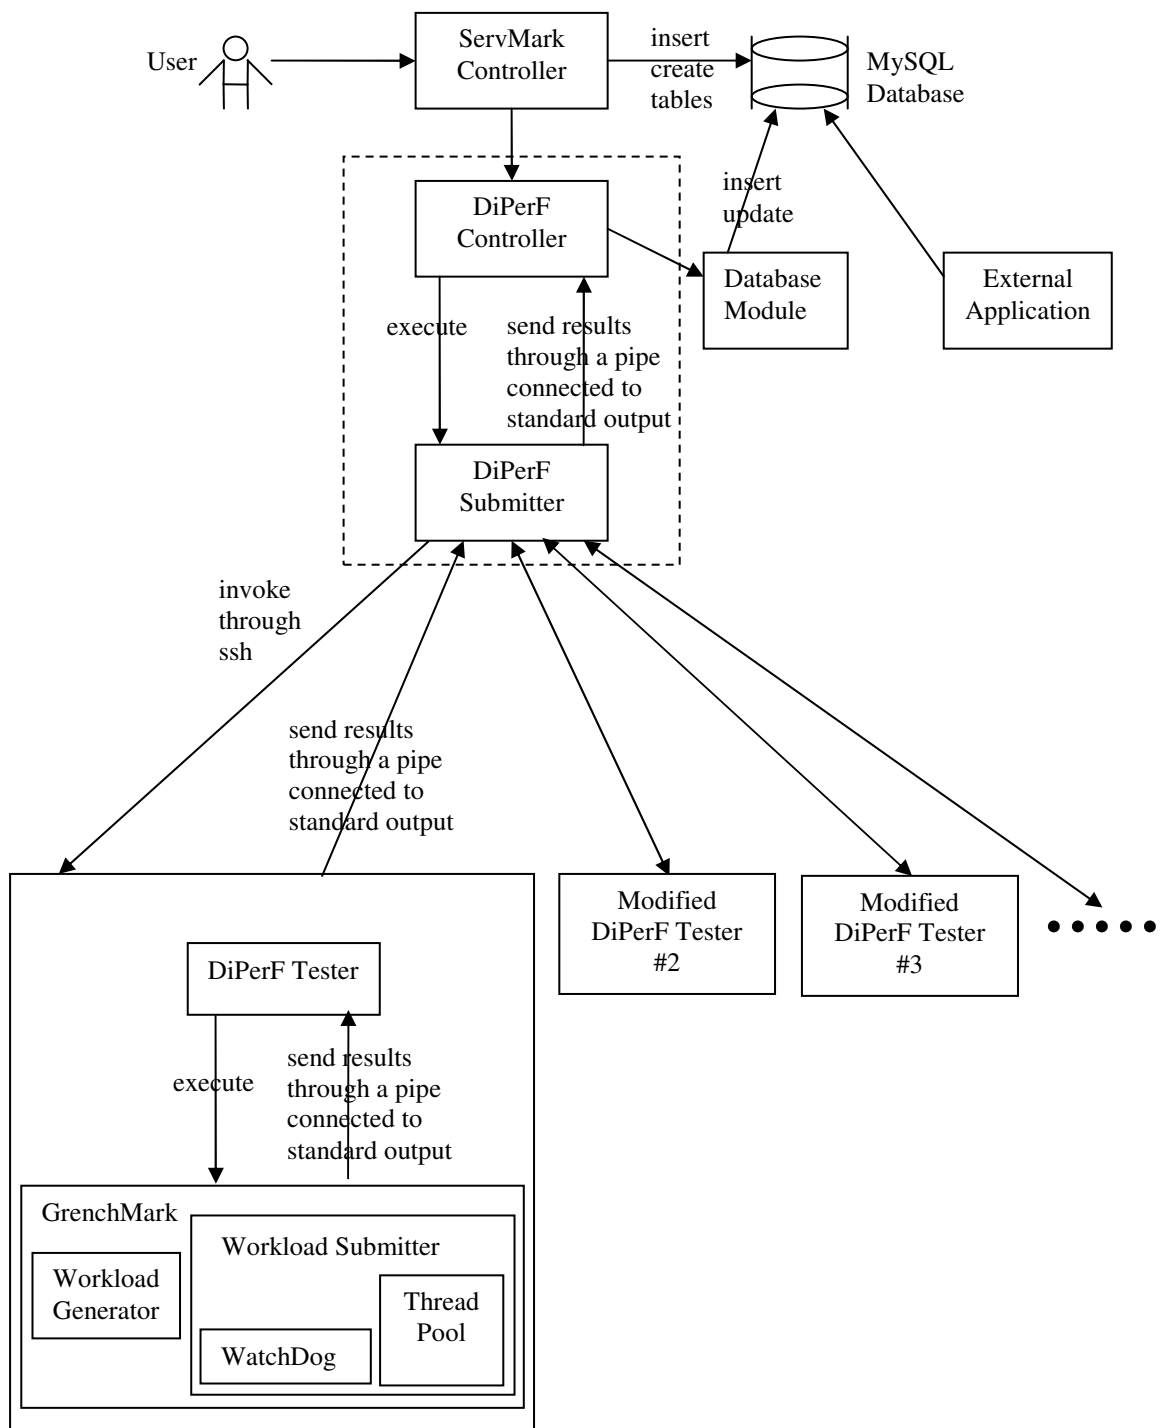 User
ServMark
Controller
insert
create
tables
MySQL
Database
DiPerF
Controller
insert
update
Database
Module
External
Application
execute
send results
through a pipe
connected to
standard output
DiPerF
Submitter
invoke
through
ssh
send results
through a pipe
connected to
standard output
Modified
DiPerF Tester
#2
Modified
DiPerF Tester
#3
DiPerF Tester
execute
send results
through a pipe
connected to
standard output
GrenchMark
Workload Submitter
Workload
Generator
Thread
Pool
WatchDog